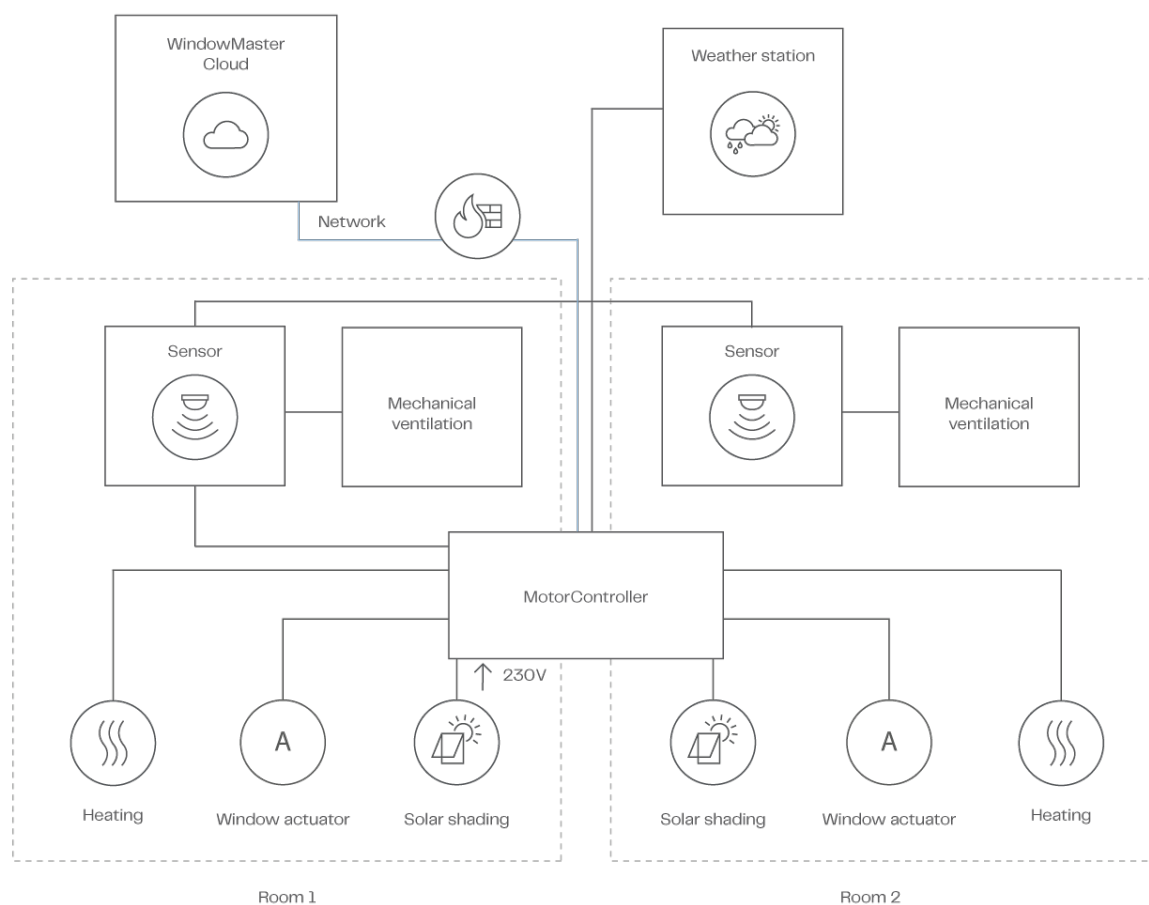 WindowMaster
Cloud
Weather station
Network
Sensor
Mechanical
ventilation
Sensor
Mechanical
ventilation
MotorController
230V
A
A
Heating
Window actuator
Solar shading
Solar shading
Window actuator
Heating
Room 1
Room 2